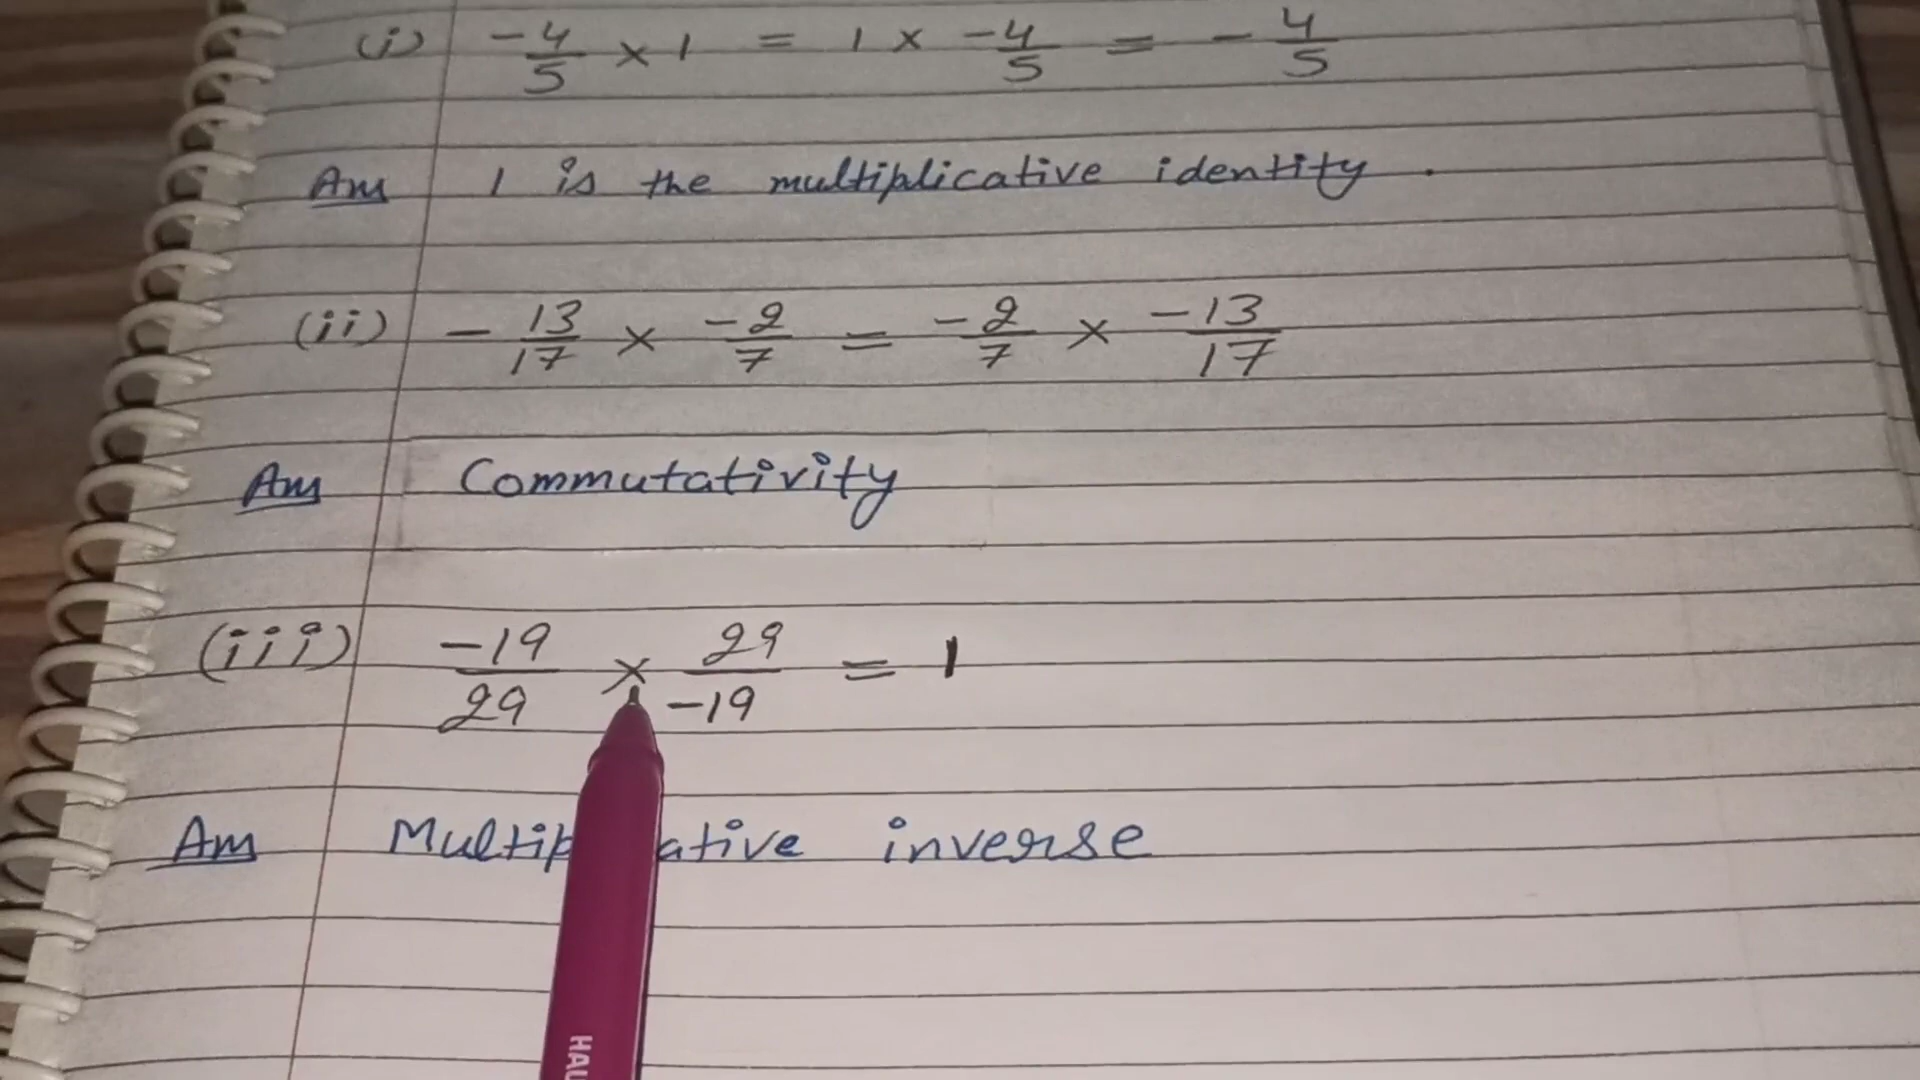 (i) -4/5 × 1 = 1 × -4/5 = -4/5
Ans 1 is the multiplicative identity.
(ii) -13/17 × -2/7 = -2/7 × -13/17
Ans Commutativity
(iii) -19/29 × 29/-19 = 1
Ans Multip ative inverse
HAU